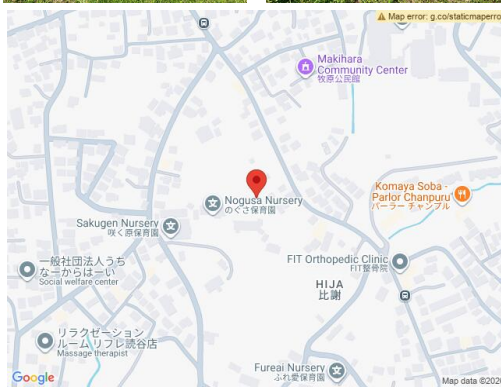 ⚠ Map error: g.co/staticmaperro
Makihara
Community Center
牧原公民館
Komaya Soba -
Parlor Chanpuru
パーラー チャンプル
Nogusa Nursery
のぐさ保育園
Sakugen Nursery
咲く原保育園
FIT Orthopedic Clinic
FIT整骨院
一般社団法人うち
なーからはーい
Social welfare center
HIJA
比謝
リラクゼーション
ルーム リフレ読谷店
Massage therapist
Fureai Nursery
ふれ愛保育園
Google
Map data ©202